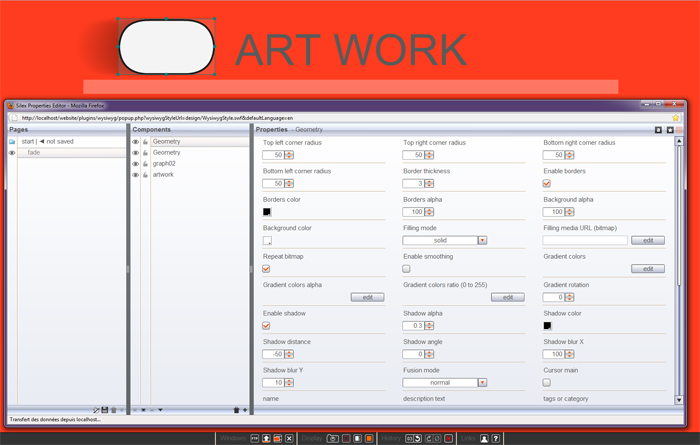 ART WORK
Silex Properties Editor - Mozilla Firefox
http://localhost/website/plugins/wysiwyg/popup.php?wysiwygStyleUrl=design/WysiwygStyle.swf&defaultLanguage=en
Pages
Components
Properties - Geometry
start | ◄ not saved
fade
Geometry
Geometry
graph02
artwork
Top left corner radius
Top right corner radius
Bottom right corner radius
50
50
50
Bottom left corner radius
Border thickness
Enable borders
50
3
Borders color
Borders alpha
Background alpha
100
100
Background color
Filling mode
Filling media URL (bitmap)
solid
edit
Repeat bitmap
Enable smoothing
Gradient colors
edit
Gradient colors alpha
Gradient colors ratio (0 to 255)
Gradient rotation
edit
edit
0
Enable shadow
Shadow alpha
Shadow color
0.3
Shadow distance
Shadow angle
Shadow blur X
-50
0
100
Shadow blur Y
Fusion mode
Cursor main
10
normal
name
description text
tags or category
Transfert des données depuis localhost...
Windows
Display
History
Links